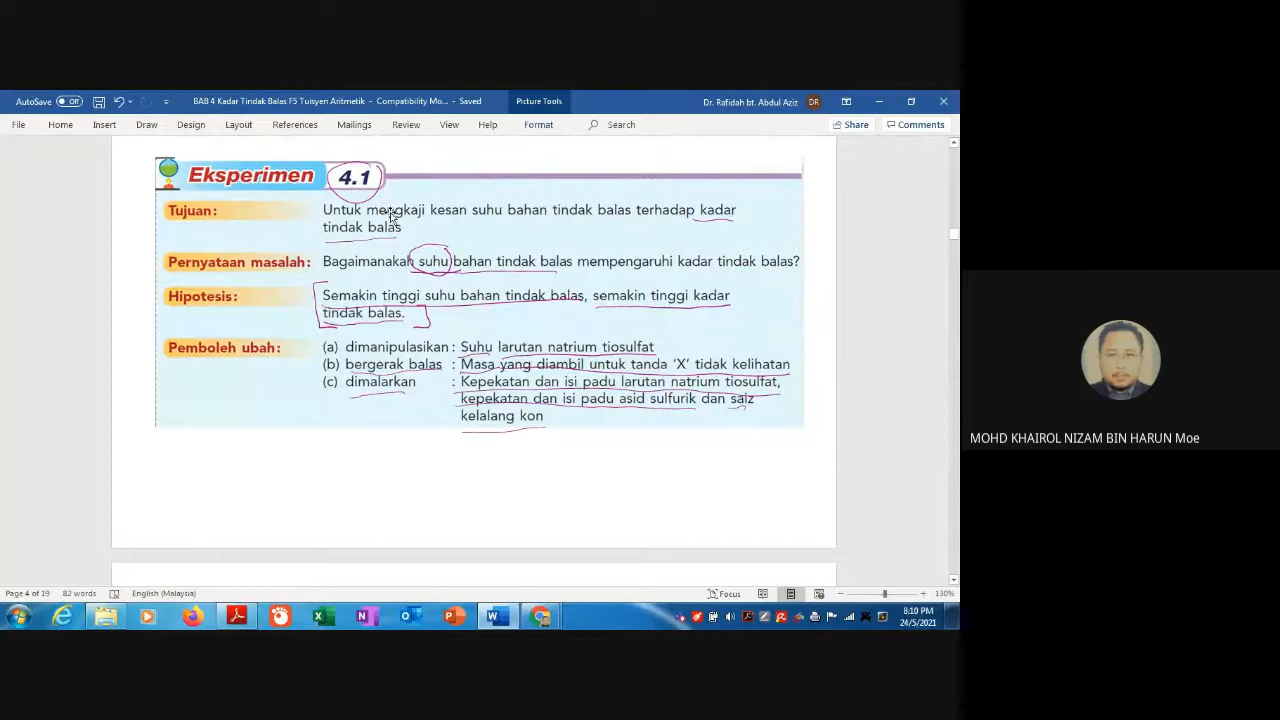 AutoSave Off BAB 4 Kadar Tindak Balas F5 Tuisyen Aritmetik - Compatibility Mo... - Saved Picture Tools Dr. Rafidah bt. Abdul Aziz DR
File Home Insert Draw Design Layout References Mailings Review View Help Format Search Share Comments
Eksperimen 4.1
Tujuan: Untuk mengkaji kesan suhu bahan tindak balas terhadap kadar
tindak balas
Pernyataan masalah: Bagaimanakah suhu bahan tindak balas mempengaruhi kadar tindak balas?
Hipotesis: Semakin tinggi suhu bahan tindak balas, semakin tinggi kadar
tindak balas.
Pemboleh ubah: (a) dimanipulasikan : Suhu larutan natrium tiosulfat
(b) bergerak balas : Masa yang diambil untuk tanda ‘X’ tidak kelihatan
(c) dimalarkan : Kepekatan dan isi padu larutan natrium tiosulfat,
kepekatan dan isi padu asid sulfurik dan saiz
kelalang kon
MOHD KHAIROL NIZAM BIN HARUN Moe
Page 4 of 19 82 words English (Malaysia) Focus 130%
8:10 PM
24/5/2021